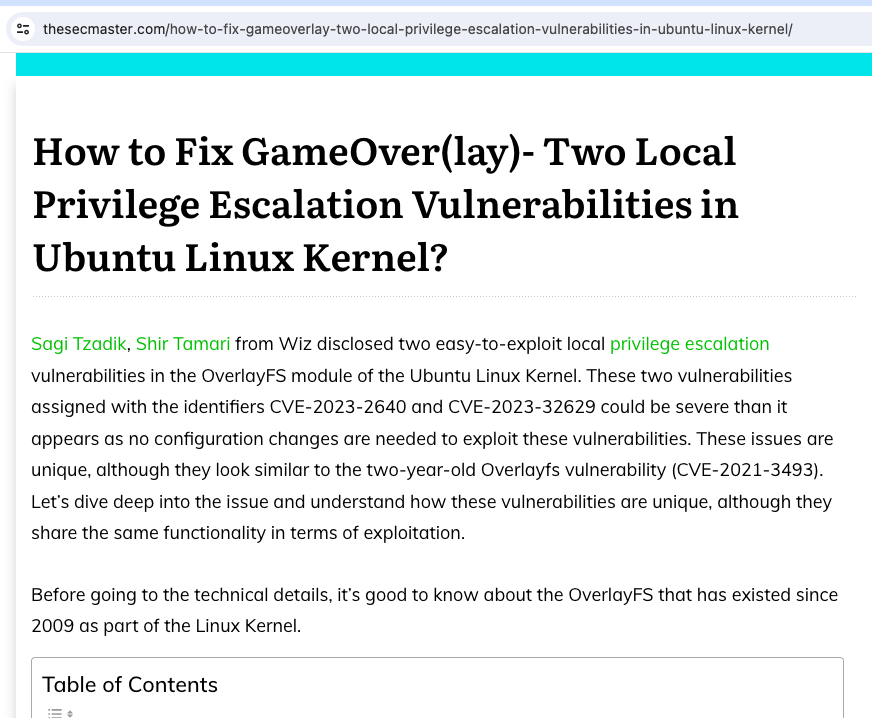 thesecmaster.com/how-to-fix-gameoverlay-two-local-privilege-escalation-vulnerabilities-in-ubuntu-linux-kernel/
How to Fix GameOver(lay)- Two Local
Privilege Escalation Vulnerabilities in
Ubuntu Linux Kernel?
Sagi Tzadik, Shir Tamari from Wiz disclosed two easy-to-exploit local privilege escalation
vulnerabilities in the OverlayFS module of the Ubuntu Linux Kernel. These two vulnerabilities
assigned with the identifiers CVE-2023-2640 and CVE-2023-32629 could be severe than it
appears as no configuration changes are needed to exploit these vulnerabilities. These issues are
unique, although they look similar to the two-year-old Overlayfs vulnerability (CVE-2021-3493).
Let’s dive deep into the issue and understand how these vulnerabilities are unique, although they
share the same functionality in terms of exploitation.
Before going to the technical details, it’s good to know about the OverlayFS that has existed since
2009 as part of the Linux Kernel.
Table of Contents